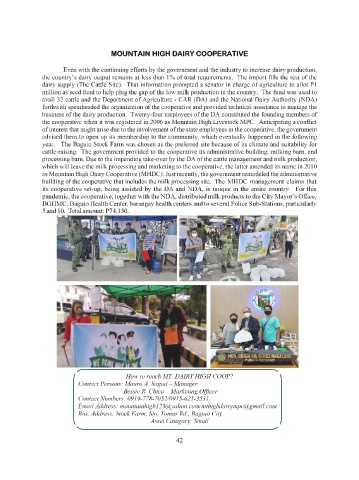 MOUNTAIN HIGH DAIRY COOPERATIVE
Even with the continuing efforts by the government and the industry to increase dairy production,
the country's dairy output remains at less than 1% of total requirements. The import fills the rest of the
dairy supply (The Cattle Site). That information prompted a senator in charge of agriculture to allot P1
million as seed fund to help plug the gap of the low milk production in the country. The fund was used to
avail 32 cattle and the Department of Agriculture - CAR (DA) and the National Dairy Authority (NDA)
forthwith spearheaded the organization of the cooperative and provided technical assistance to manage the
business of the dairy production. Twenty-four employees of the DA constituted the founding members of
the cooperative when it was registered in 2006 as Mountain High Livestock MPC. Anticipating a conflict
of interest that might arise due to the involvement of the state employees in the cooperative, the government
advised them to open up its membership to the community, which eventually happened in the following
year. The Baguio Stock Farm was chosen as the preferred site because of its climate and suitability for
cattle-raising. The government provided to the cooperative its administrative building, milking barn, and
processing barn. Due to the impending take-over by the DA of the cattle management and milk production,
which will leave the milk processing and marketing to the cooperative, the latter amended its name in 2010
as Mountain High Dairy Cooperative (MHDC). Just recently, the government remodeled the administrative
building of the cooperative that includes the milk processing site. The MHDC management claims that
its cooperative set-up, being assisted by the DA and NDA, is unique in the entire country. For this
pandemic, the cooperative, together with the NDA, distributed milk products to the City Mayor's Office,
BGHMC, Baguio Health Center, barangay health centers and to several Police Sub-Stations, particularly
5 and 10. Total amount: P74,130.
WE FOR YOU
HON. BENJAMIN BORES MAGALONG
How to reach MT. DAIRY HIGH COOP?
Contact Persons: Mauro A. Sagud – Manager
Bessie R. Chico – Marketing Officer
Contact Numbers: 0919-778-7052/0915-621-3531
Email Address: mountainhigh123@yahoo.com/mthighdairympc@gmail.com
Bus. Address: Stock Farm, Sto. Tomas Rd., Baguio City
Asset Category: Small
42